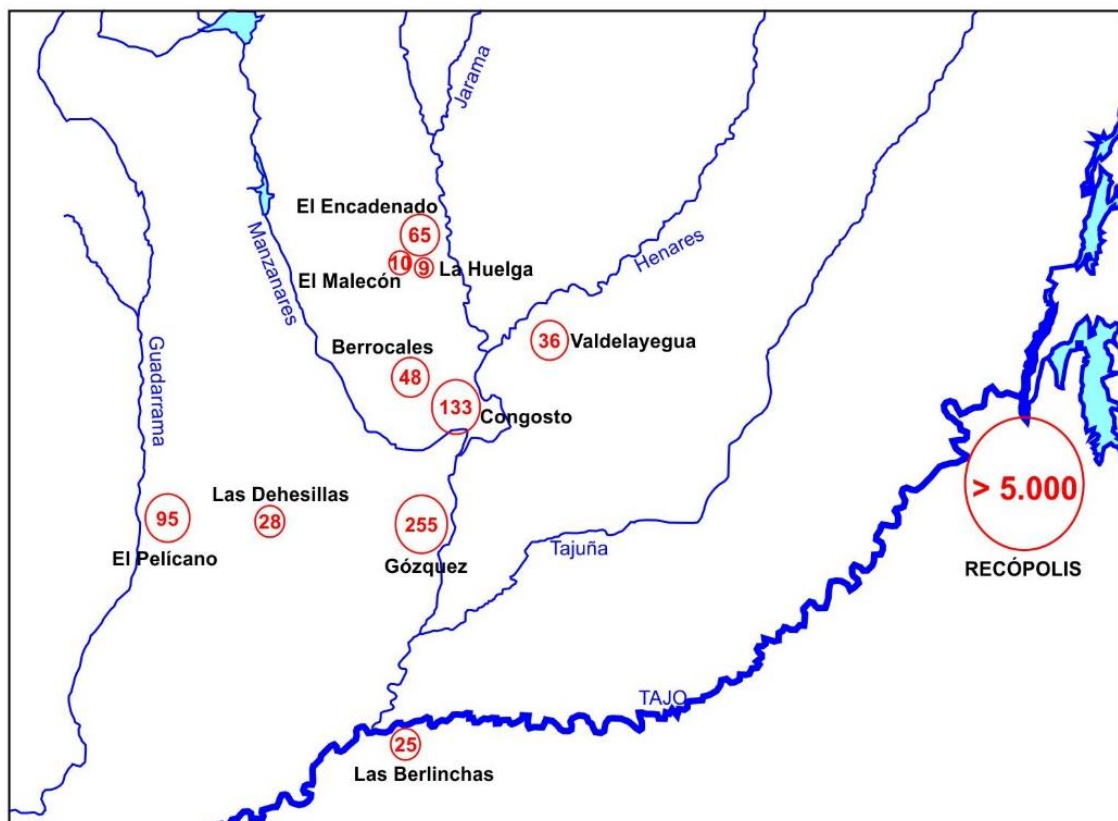 Jarama
El Encadenado
65
Manzanares
10
9
La Huelga
El Malecón
Henares
Guadarrama
Berrocales
48
36
Valdelayegua
133
Congosto
Las Dehesillas
95
28
255
> 5.000
El Pelícano
Gózquez
Tajuña
RECÓPOLIS
TAJO
25
Las Berlinchas